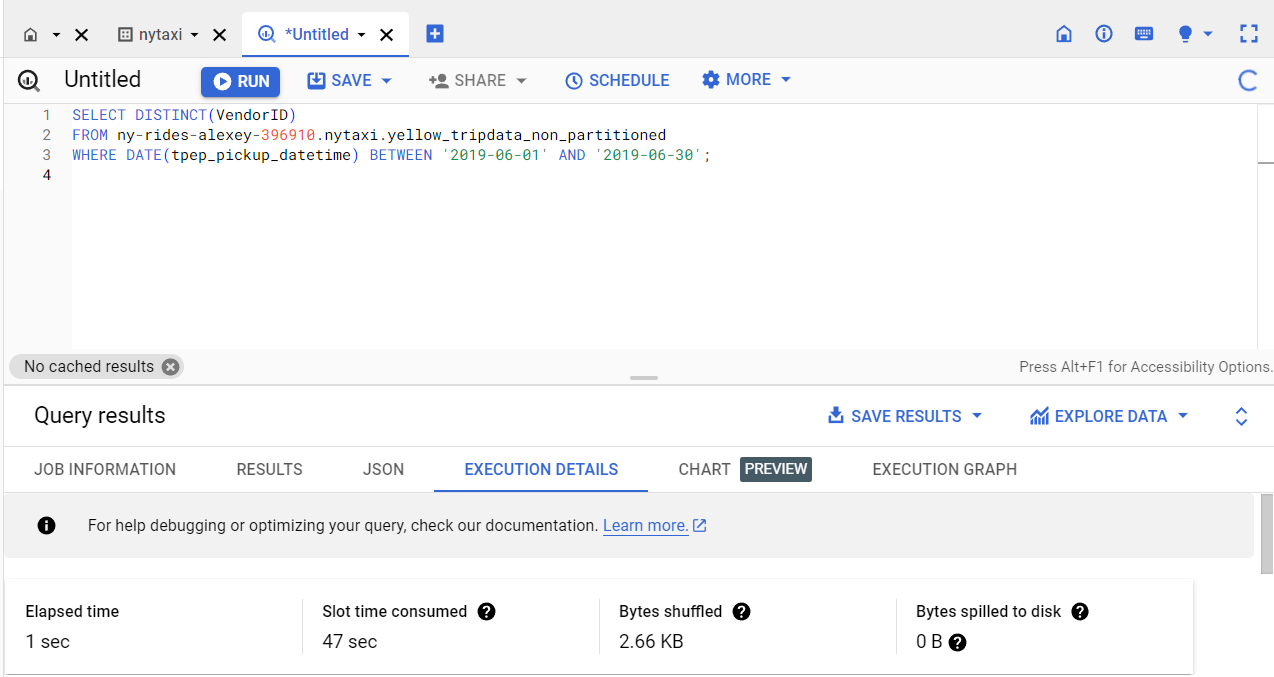 nytaxi
*Untitled
Untitled
RUN
SAVE
SHARE
SCHEDULE
MORE
1 SELECT DISTINCT(VendorID)
2 FROM ny-rides-alexey-396910.nytaxi.yellow_tripdata_non_partitioned
3 WHERE DATE(tpep_pickup_datetime) BETWEEN '2019-06-01' AND '2019-06-30';
4
No cached results
Press Alt+F1 for Accessibility Options.
Query results
SAVE RESULTS
EXPLORE DATA
JOB INFORMATION
RESULTS
JSON
EXECUTION DETAILS
CHART PREVIEW
EXECUTION GRAPH
For help debugging or optimizing your query, check our documentation. Learn more.
Elapsed time
1 sec
Slot time consumed
47 sec
Bytes shuffled
2.66 KB
Bytes spilled to disk
0 B